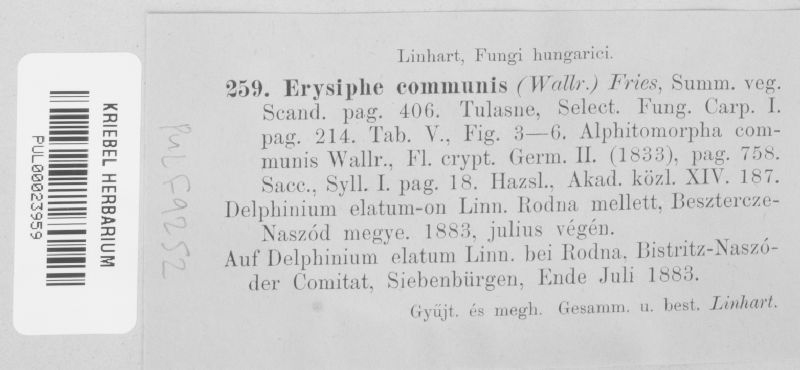 Linhart, Fungi hungarici.
259. Erysiphe communis (Wallr.) Fries, Summ. veg.
Scand. pag. 406. Tulasne, Select. Fung. Carp. I.
pag. 214. Tab. V., Fig. 3—6. Alphitomorpha com-
munis Wallr., Fl. crypt. Germ. II. (1833), pag. 758.
Sacc., Syll. I. pag. 18. Hazsl., Akad. közl. XIV. 187.
Delphinium elatum-on Linn. Rodna mellett, Besztercze-
Naszód megye. 1883, julius végén.
Auf Delphinium elatum Linn. bei Rodna, Bistritz-Naszó-
der Comitat, Siebenbürgen, Ende Juli 1883.
Gyűjt. és megh. Gesamm. u. best. Linhart.
KRIEBEL HERBARIUM
PUL00023959
PUL F9252